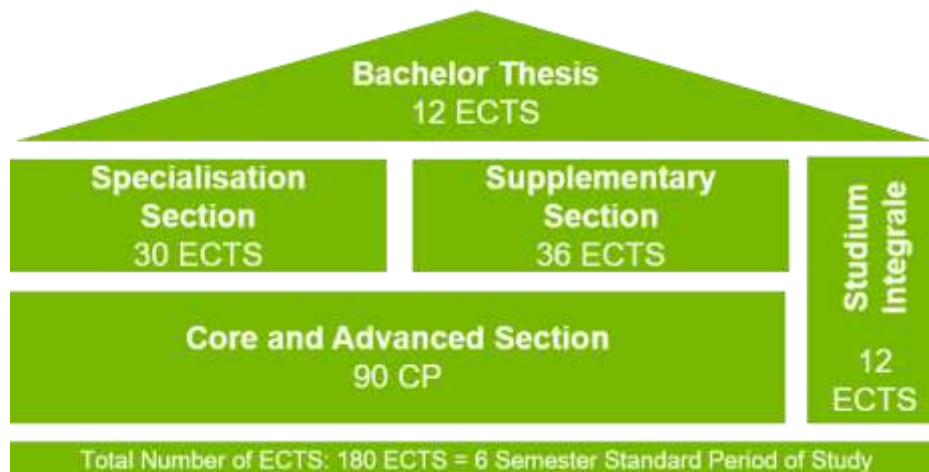 Bachelor Thesis
12 ECTS
Specialisation
Section
30 ECTS
Supplementary
Section
36 ECTS
Studium
Integrale
12
ECTS
Core and Advanced Section
90 CP
Total Number of ECTS: 180 ECTS = 6 Semester Standard Period of Study